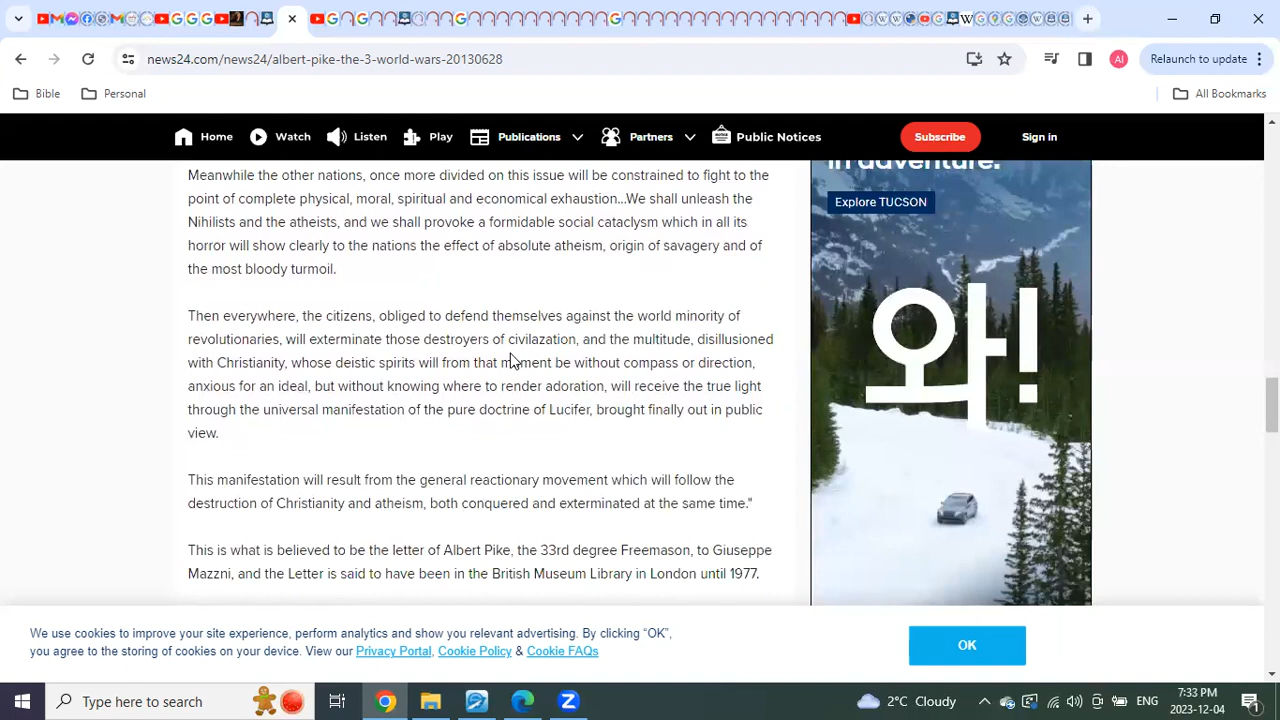 news24.com/news24/albert-pike-the-3-world-wars-20130628
AI
Relaunch to update
Bible
Personal
All Bookmarks
Home
Watch
Listen
Play
Publications
Partners
Public Notices
Subscribe
Sign in
in adventure.
Explore TUCSON
와!
Meanwhile the other nations, once more divided on this issue will be constrained to fight to the
point of complete physical, moral, spiritual and economical exhaustion...We shall unleash the
Nihilists and the atheists, and we shall provoke a formidable social cataclysm which in all its
horror will show clearly to the nations the effect of absolute atheism, origin of savagery and of
the most bloody turmoil.
Then everywhere, the citizens, obliged to defend themselves against the world minority of
revolutionaries, will exterminate those destroyers of civilazation, and the multitude, disillusioned
with Christianity, whose deistic spirits will from that moment be without compass or direction,
anxious for an ideal, but without knowing where to render adoration, will receive the true light
through the universal manifestation of the pure doctrine of Lucifer, brought finally out in public
view.
This manifestation will result from the general reactionary movement which will follow the
destruction of Christianity and atheism, both conquered and exterminated at the same time."
This is what is believed to be the letter of Albert Pike, the 33rd degree Freemason, to Giuseppe
Mazzni, and the Letter is said to have been in the British Museum Library in London until 1977.
We use cookies to improve your site experience, perform analytics and show you relevant advertising. By clicking “OK”,
you agree to the storing of cookies on your device. View our Privacy Portal, Cookie Policy & Cookie FAQs
OK
Type here to search
2°C Cloudy
ENG
7:33 PM
2023-12-04
1